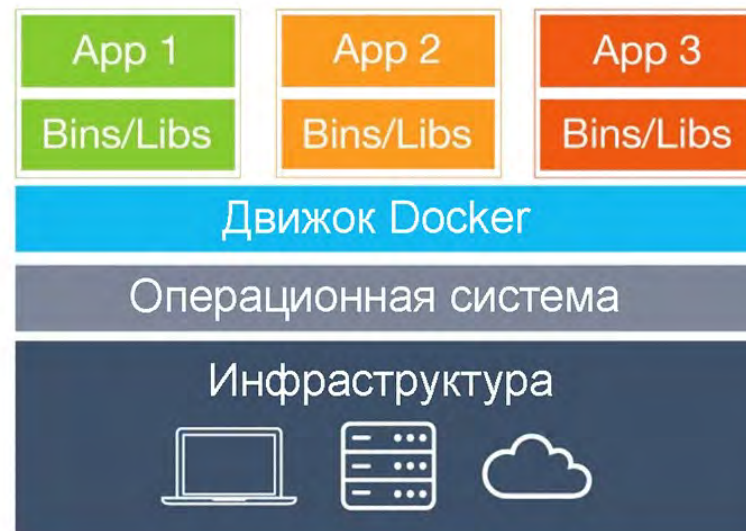 App 1
App 2
App 3
Bins/Libs
Bins/Libs
Bins/Libs
Движок Docker
Операционная система
Инфраструктура